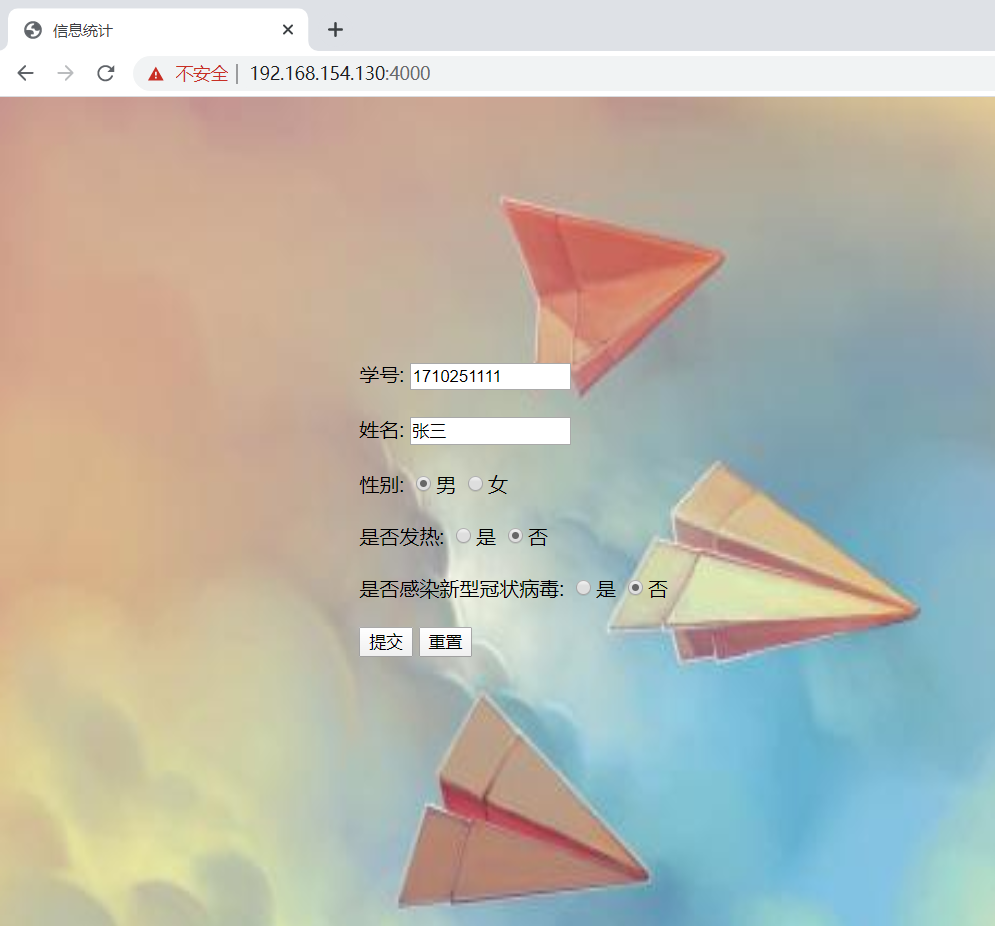 信息统计
不安全 | 192.168.154.130:4000
学号: 1710251111
姓名: 张三
性别: 男 女
是否发热: 是 否
是否感染新型冠状病毒: 是 否
提交 重置